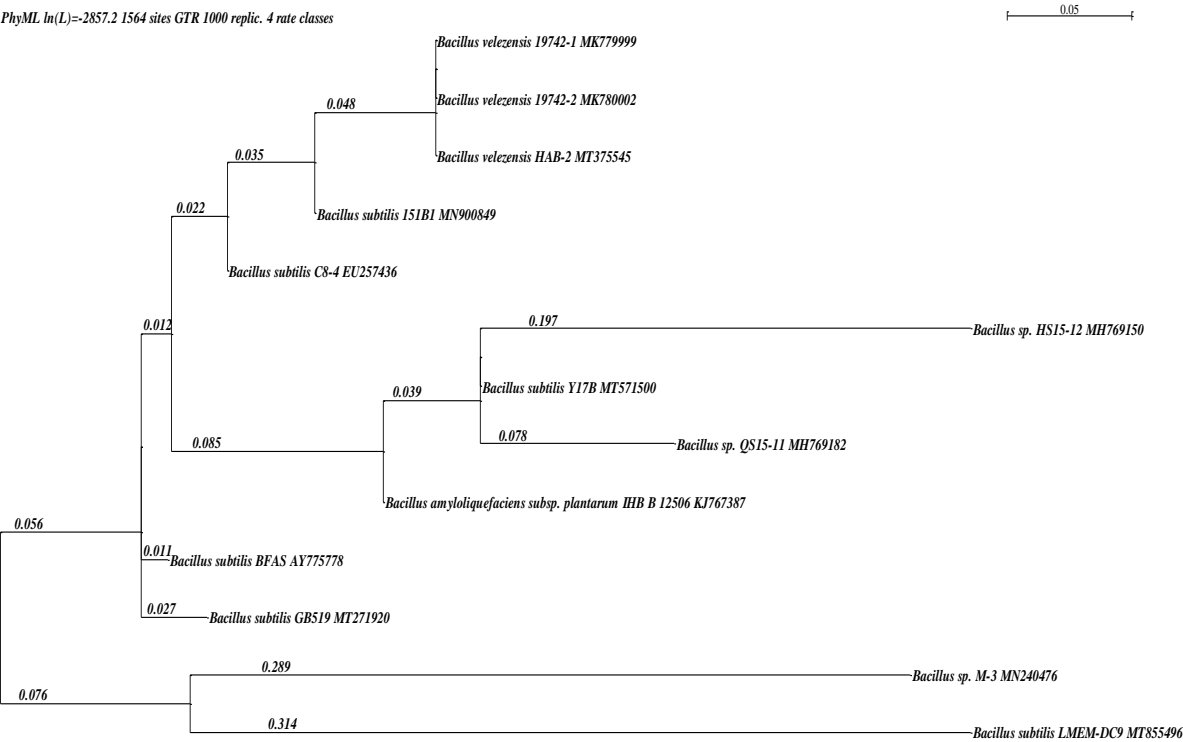 PhyML ln(L)=-2857.2 1564 sites GTR 1000 replic. 4 rate classes
0.05
Bacillus velezensis 19742-1 MK779999
Bacillus velezensis 19742-2 MK780002
0.048
Bacillus velezensis HAB-2 MT375545
0.035
Bacillus subtilis 151B1 MN900849
0.022
Bacillus subtilis C8-4 EU257436
0.012
0.197
Bacillus sp. HS15-12 MH769150
Bacillus subtilis Y17B MT571500
0.039
0.078
Bacillus sp. QS15-11 MH769182
0.085
Bacillus amyloliquefaciens subsp. plantarum IHB B 12506 KJ767387
0.056
0.011
Bacillus subtilis BFAS AY775778
0.027
Bacillus subtilis GB519 MT271920
0.289
Bacillus sp. M-3 MN240476
0.076
0.314
Bacillus subtilis LMEM-DC9 MT855496